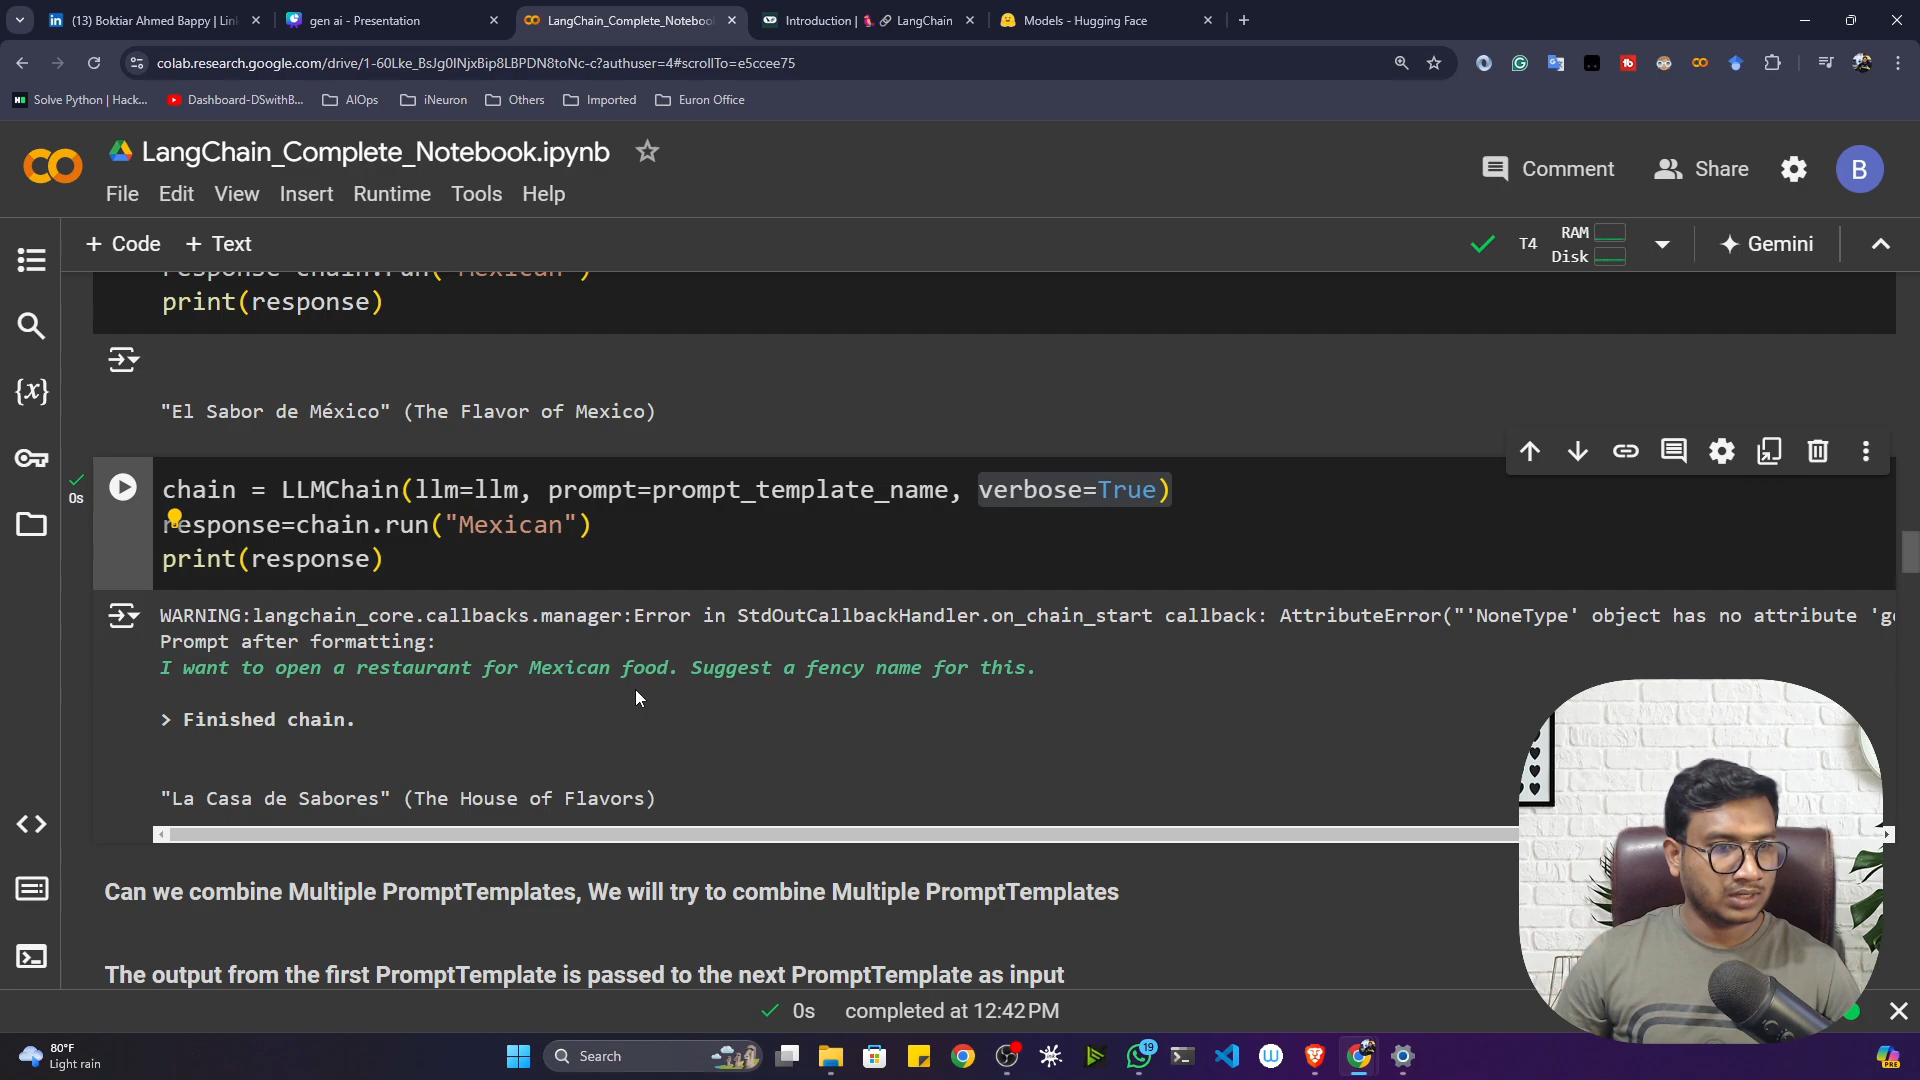 (13) Boktiar Ahmed Bappy | Lin
gen ai - Presentation
LangChain_Complete_Notebook
Introduction | LangChain
Models - Hugging Face
colab.research.google.com/drive/1-60Lke_BsJg0lNjxBip8LBPDN8toNc-c?authuser=4#scrollTo=e5ccee75
Solve Python | Hack...
Dashboard-DSwithB...
AIOps
iNeuron
Others
Imported
Euron Office
LangChain_Complete_Notebook.ipynb
Comment
Share
B
File Edit View Insert Runtime Tools Help
+ Code + Text
T4
RAM
Disk
Gemini
response=chain.run("Mexican")
print(response)
"El Sabor de México" (The Flavor of Mexico)
0s
chain = LLMChain(llm=llm, prompt=prompt_template_name, verbose=True)
response=chain.run("Mexican")
print(response)
WARNING:langchain_core.callbacks.manager:Error in StdOutCallbackHandler.on_chain_start callback: AttributeError("'NoneType' object has no attribute 'ge
Prompt after formatting:
I want to open a restaurant for Mexican food. Suggest a fency name for this.
> Finished chain.
"La Casa de Sabores" (The House of Flavors)
Can we combine Multiple PromptTemplates, We will try to combine Multiple PromptTemplates
The output from the first PromptTemplate is passed to the next PromptTemplate as input
0s completed at 12:42 PM
80°F
Light rain
Search
19